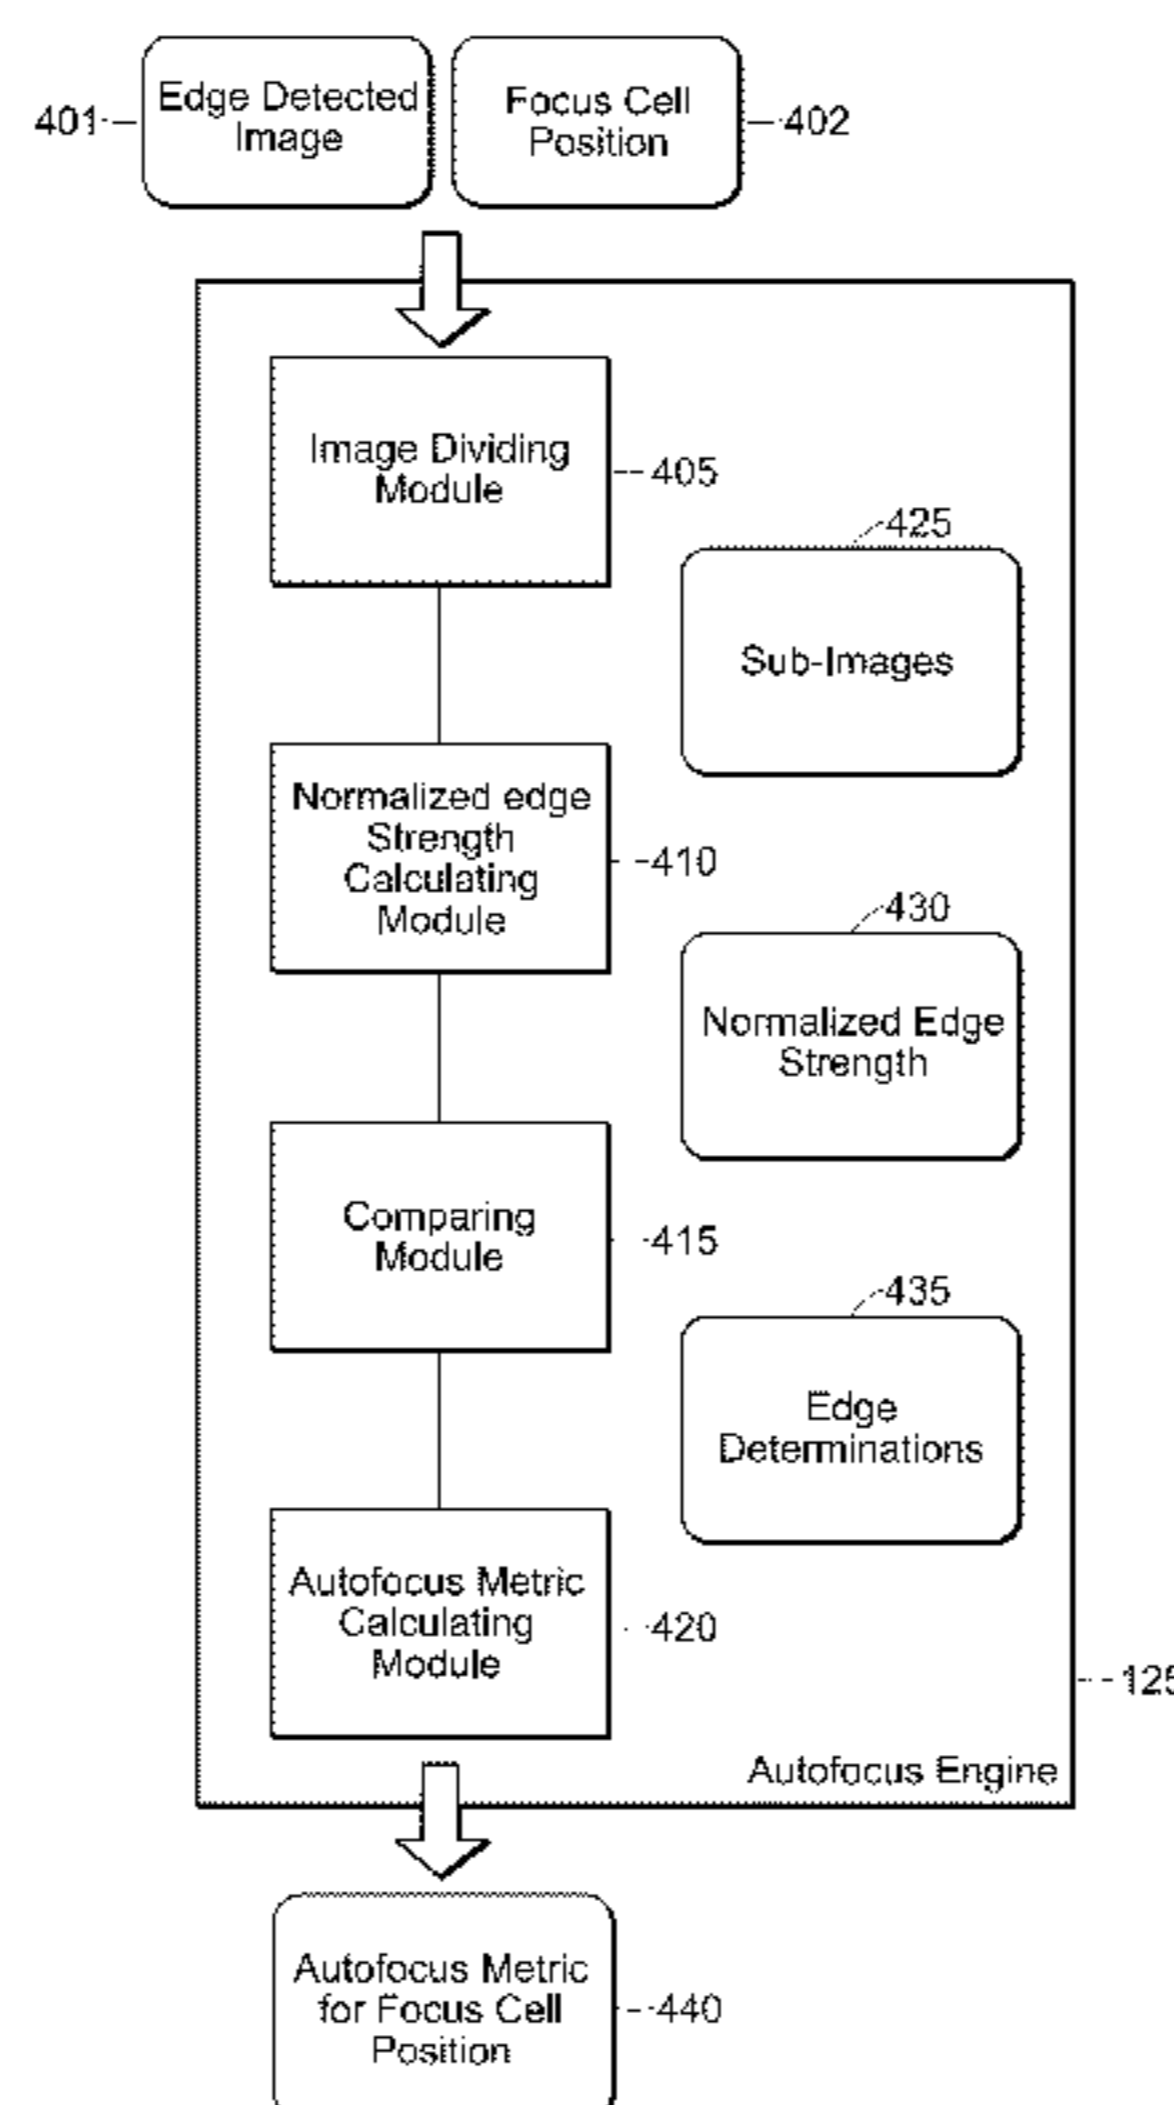 401
Edge Detected
Image
Focus Cell
Position
402
Image Dividing
Module
405
425
Sub-Images
Normalized edge
Strength
Calculating
Module
410
430
Normalized Edge
Strength
Comparing
Module
415
435
Edge
Determinations
Autofocus Metric
Calculating
Module
420
125
Autofocus Engine
Autofocus Metric
for Focus Cell
Position
440